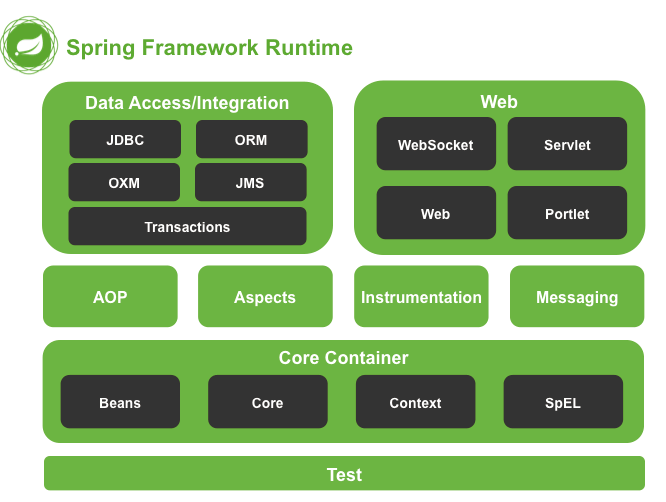 Spring Framework Runtime
Data Access/Integration
JDBC
ORM
OXM
JMS
Transactions
Web
WebSocket
Servlet
Web
Portlet
AOP
Aspects
Instrumentation
Messaging
Core Container
Beans
Core
Context
SpEL
Test